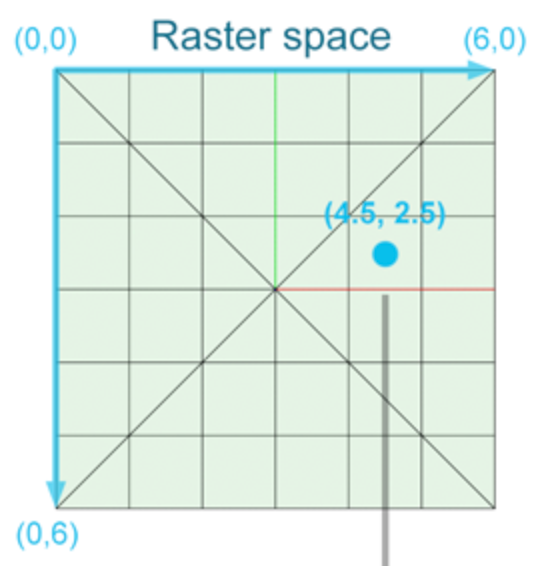 Raster space
(0,0)
(6,0)
(4.5, 2.5)
(0,6)